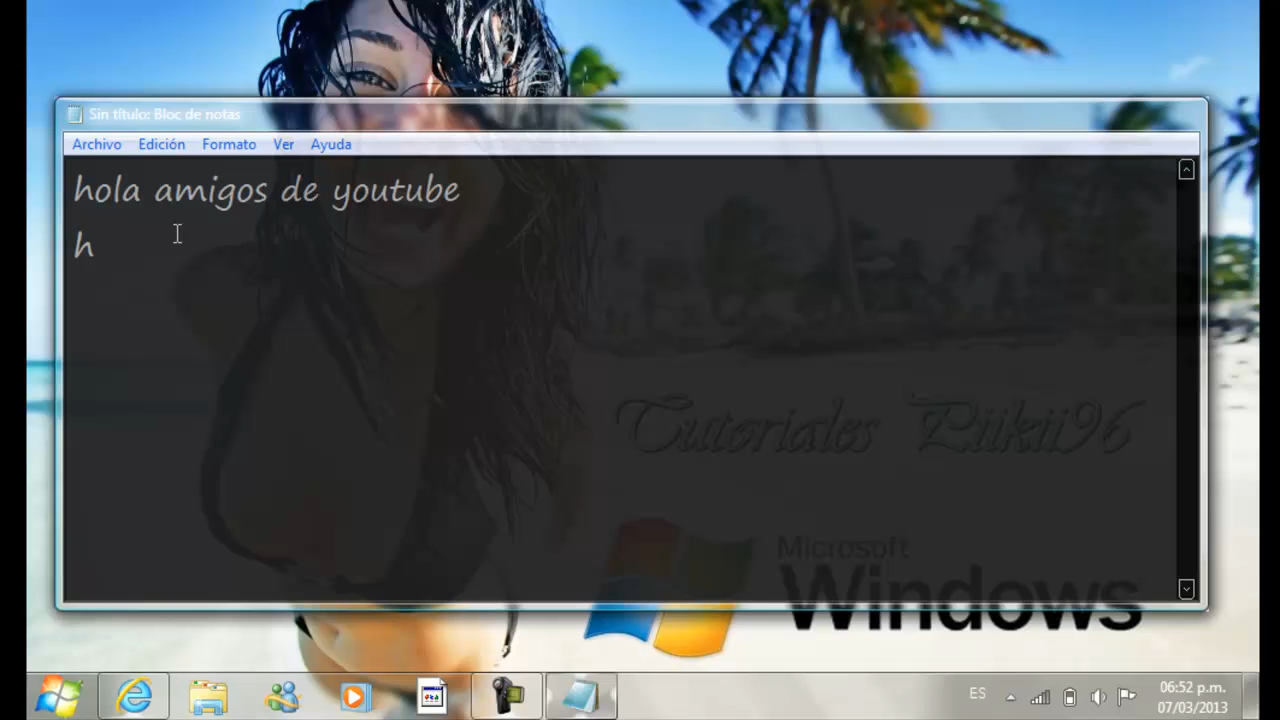 Sin título: Bloc de notas
Archivo Edición Formato Ver Ayuda
hola amigos de youtube
h
Tutoriales Piikii96
Microsoft
Windows
ES
06:52 p.m.
07/03/2013